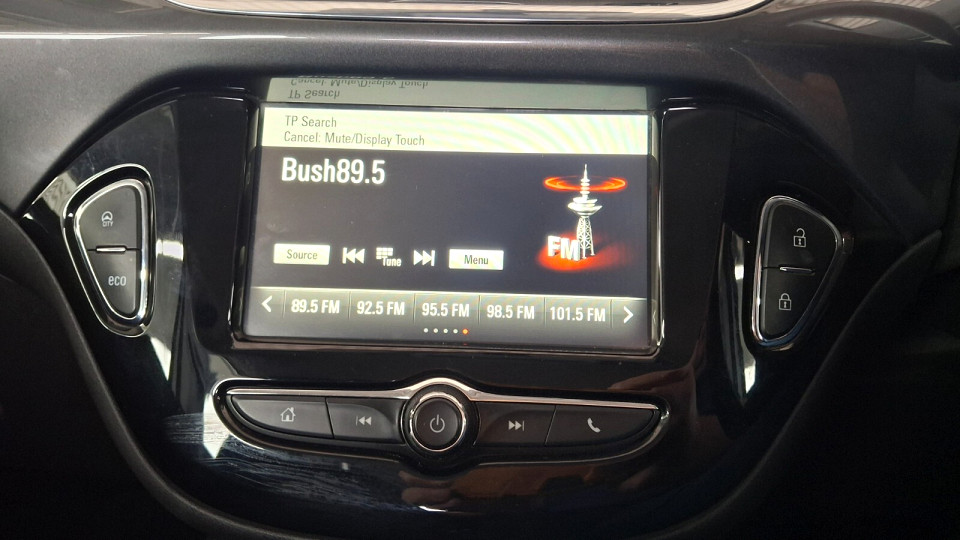 TP Search
Cancel: Mute/Display Touch
Bush89.5
FM
Source Tune Menu
89.5 FM 92.5 FM 95.5 FM 98.5 FM 101.5 FM
CITY
eco